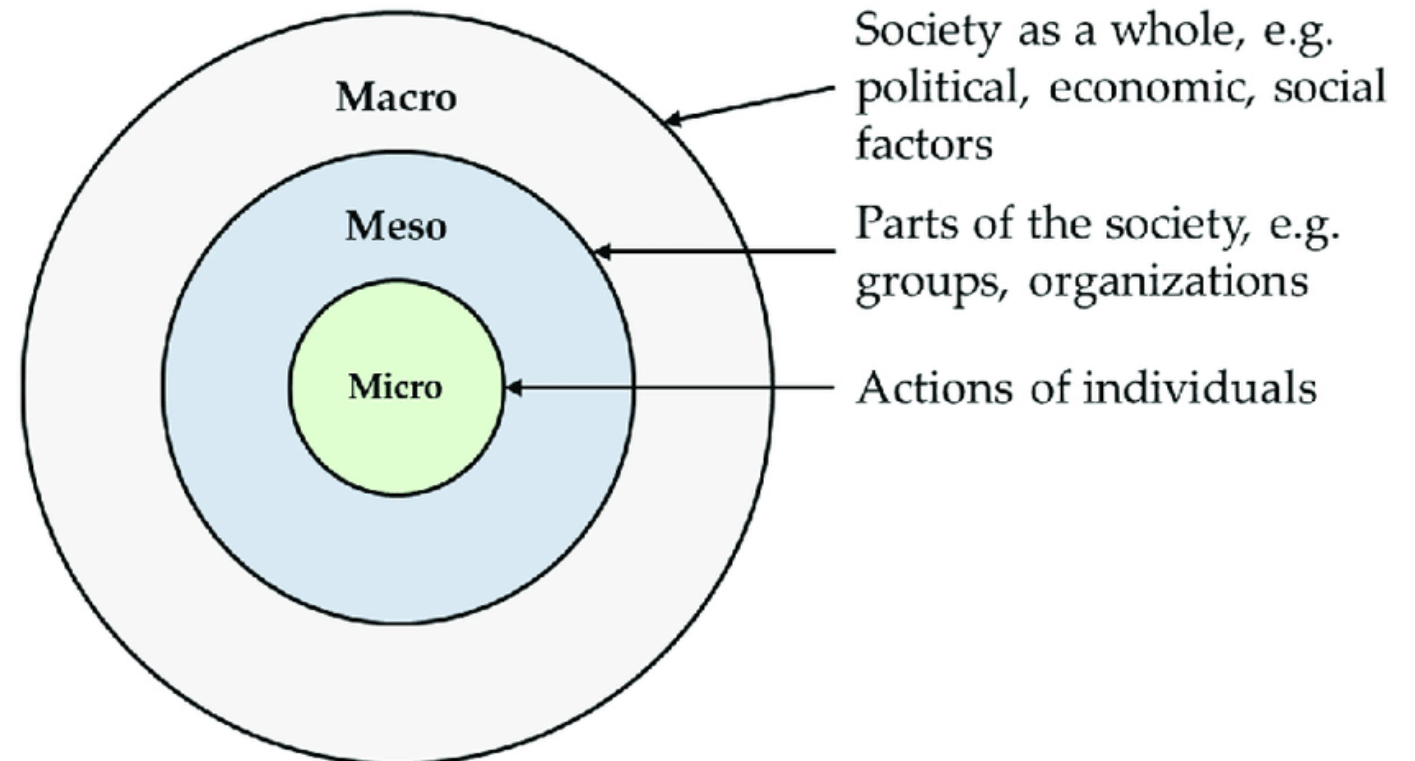 Macro
Meso
Micro
Society as a whole, e.g.
political, economic, social
factors
Parts of the society, e.g.
groups, organizations
Actions of individuals